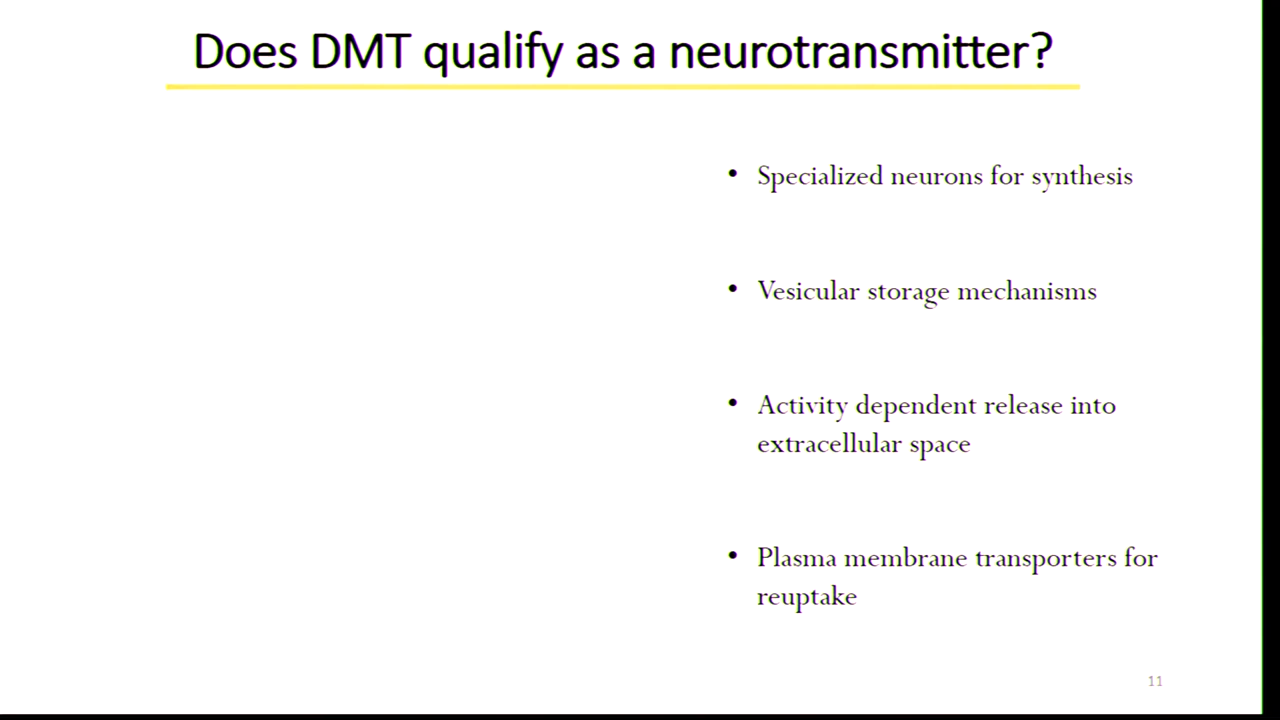 Does DMT qualify as a neurotransmitter?
• Specialized neurons for synthesis
• Vesicular storage mechanisms
• Activity dependent release into
extracellular space
• Plasma membrane transporters for
reuptake
11